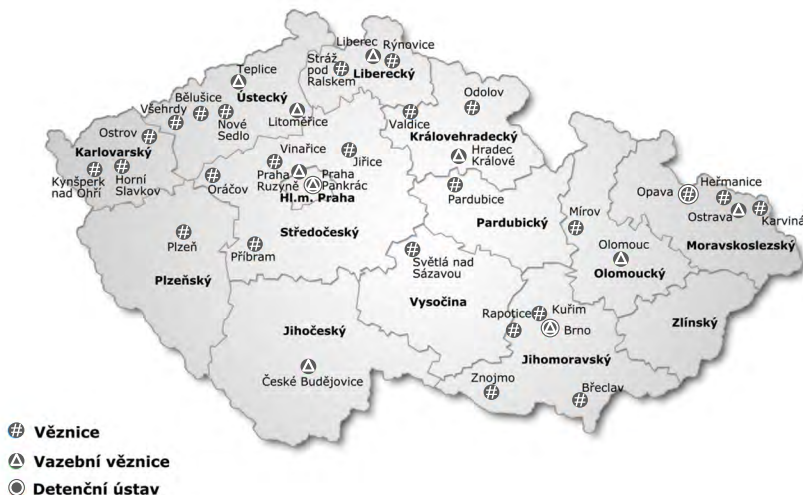 Liberec
Rýnovice
Stráž
pod
Ralskem
Liberecký
Teplice
Ústecký
Bělušice
Všehrdy
Nové
Sedlo
Litoměřice
Odolov
Valdice
Královehradecký
Hradec
Králové
Ostrov
Karlovarský
Kynšperk
nad Ohří
Horní
Slavkov
Vinařice
Jiřice
Oráčov
Praha
Ruzyně
Praha
Pankrác
Hl.m. Praha
Pardubice
Pardubický
Středočeský
Příbram
Plzeň
Plzeňský
Mírov
Opava
Heřmanice
Ostrava
Karviná
Moravskoslezský
Olomouc
Olomoucký
Světlá nad
Sázavou
Vysočina
Zlínský
Jihočeský
České Budějovice
Rapotice
Kuřim
Brno
Jihomoravský
Znojmo
Břeclav
Věznice
Vazební věznice
Detenční ústav